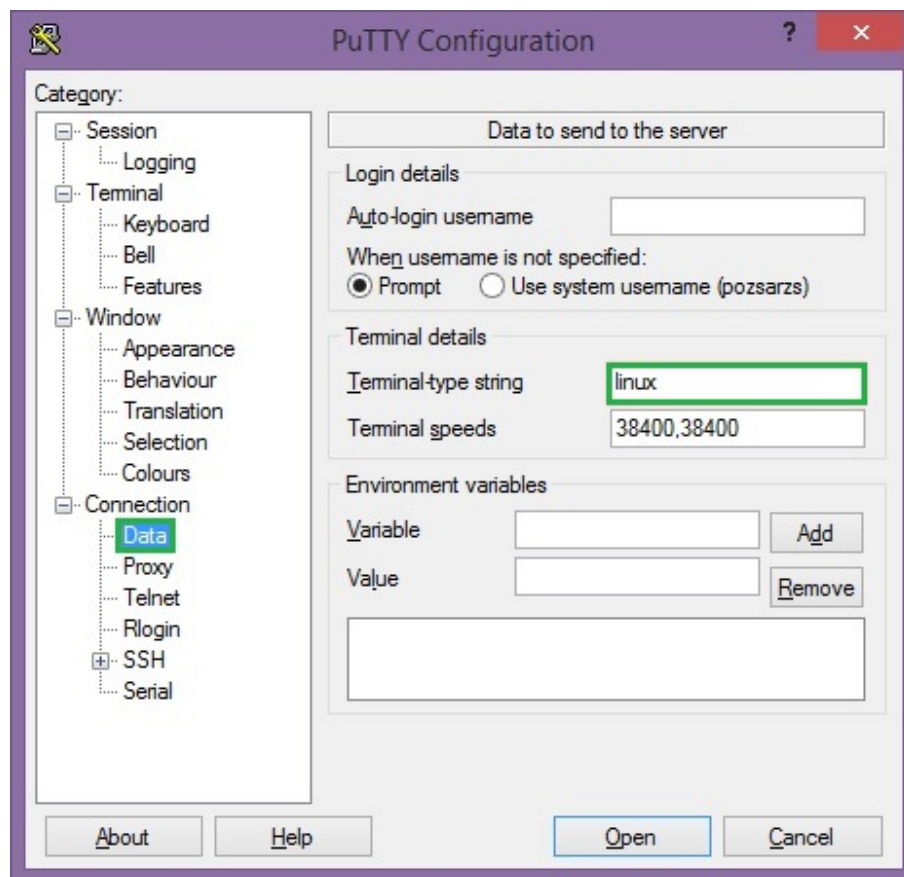 PuTTY Configuration
?
Category:
Session
Logging
Terminal
Keyboard
Bell
Features
Window
Appearance
Behaviour
Translation
Selection
Colours
Connection
Data
Proxy
Telnet
Rlogin
SSH
Serial
Data to send to the server
Login details
Auto-login username
When username is not specified:
Prompt Use system username (pozsarzs)
Terminal details
Terminal-type string linux
Terminal speeds 38400,38400
Environment variables
Variable Add
Value Remove
About Help Open Cancel